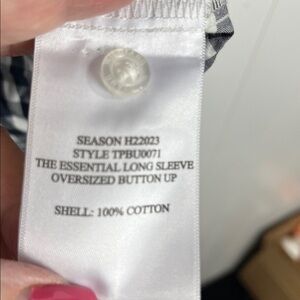 SEASON H22023
STYLE TPBU0071
THE ESSENTIAL LONG SLEEVE
OVERSIZED BUTTON UP
SHELL: 100% COTTON